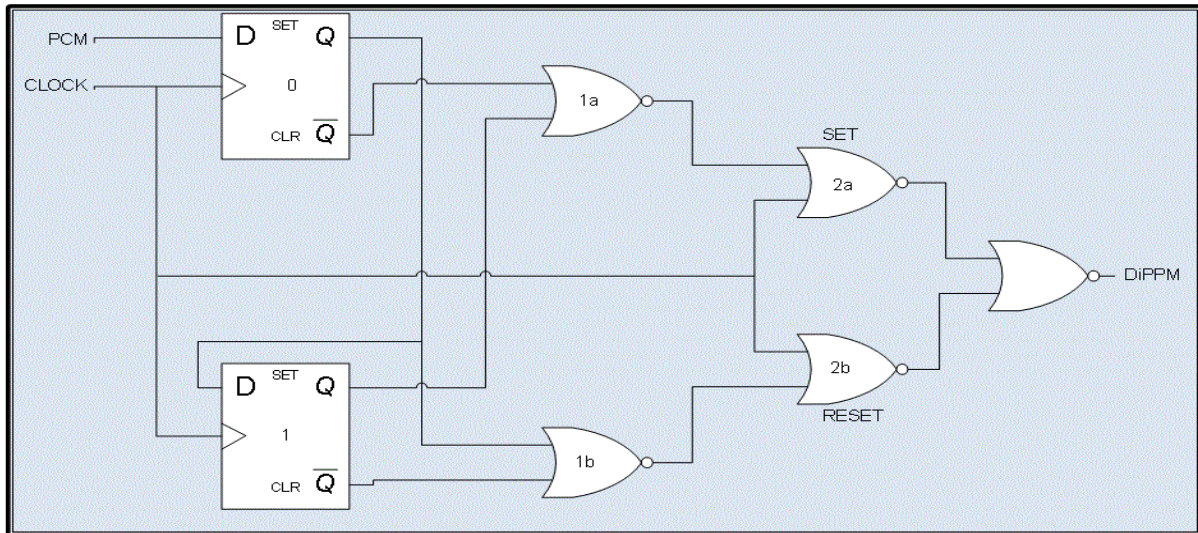 PCM
CLOCK
D SET Q
0
CLR Q
1a
SET
2a
DiPPM
D SET Q
1
CLR Q
1b
2b
RESET